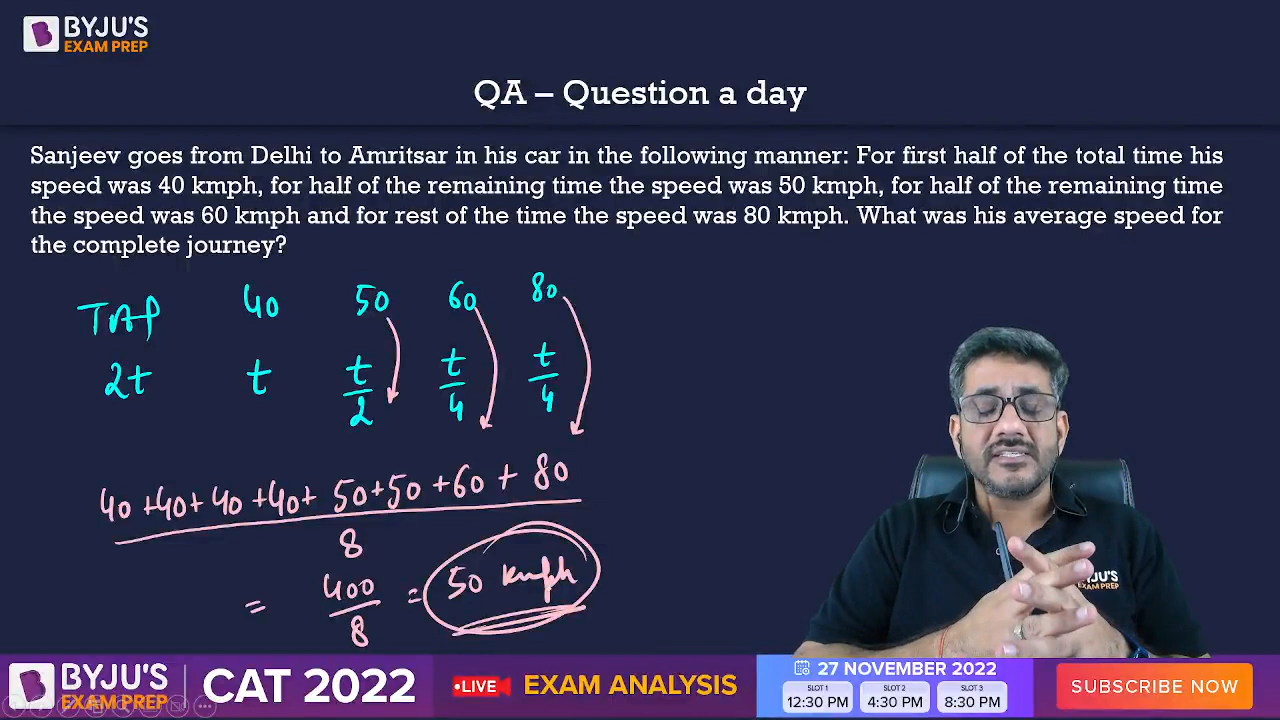 BYJU'S
EXAM PREP
QA – Question a day
Sanjeev goes from Delhi to Amritsar in his car in the following manner: For first half of the total time his
speed was 40 kmph, for half of the remaining time the speed was 50 kmph, for half of the remaining time
the speed was 60 kmph and for rest of the time the speed was 80 kmph. What was his average speed for
the complete journey?
40 50 60 80
2t t t/2 t/4 t/4
40+40+40+40+50+50+60+80
8
= 400/8 = 50 kmph
BYJU'S
EXAM PREP
BYJU'S
EXAM PREP
CAT 2022
•LIVE
EXAM ANALYSIS
27 NOVEMBER 2022
SLOT 1 SLOT 2 SLOT 3
12:30 PM 4:30 PM 8:30 PM
SUBSCRIBE NOW